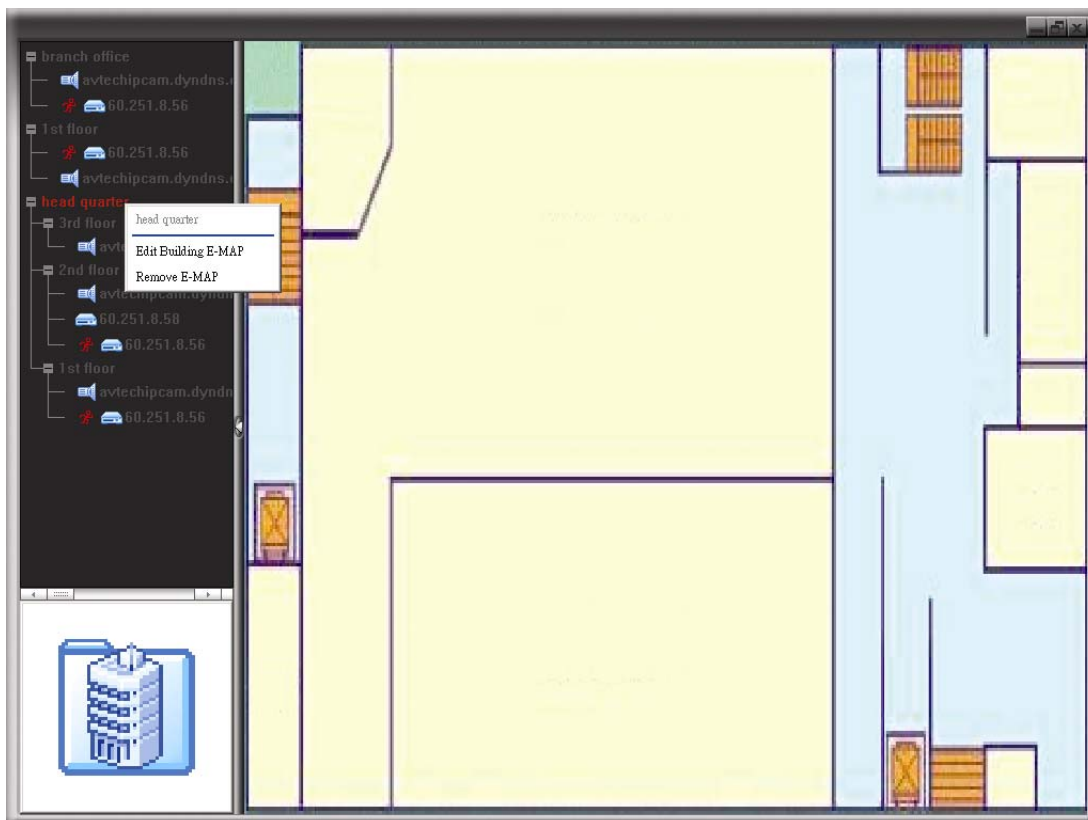 branch office
avtechipcam.dyndns.
60.251.8.56
1st floor
60.251.8.56
avtechipcam.dyndns.
head quarter
head quarter
3rd floor
Edit Building E-MAP
2nd floor
Remove E-MAP
avtechipcam.dyndns
60.251.8.58
60.251.8.56
1st floor
avtechipcam.dyndn
60.251.8.56